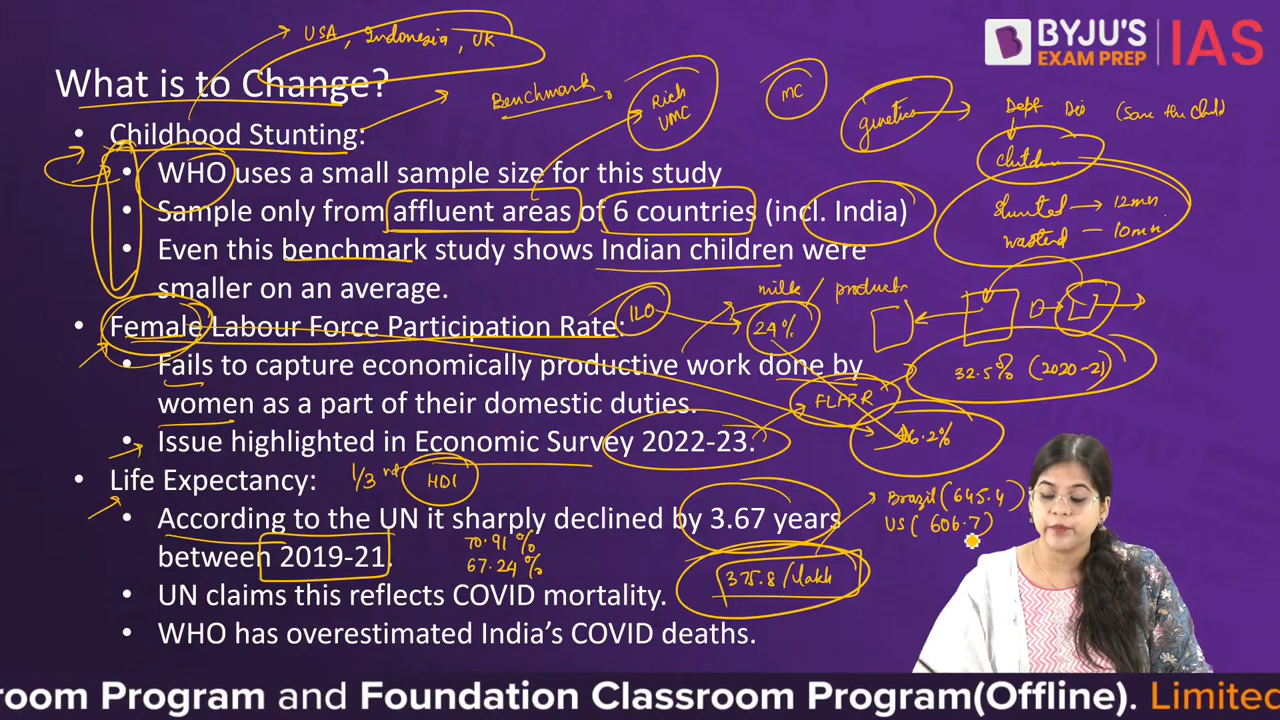 USA, Indonesia, UK
BYJU'S
EXAM PREP
IAS
What is to Change?
Benchmark
Rich
UMC
MC
genetics
Dept
(Save the Child
children
• Childhood Stunting:
• WHO uses a small sample size for this study
• Sample only from affluent areas of 6 countries (incl. India)
stunted → 12mn
wasted — 10mn
• Even this benchmark study shows Indian children were
smaller on an average.
milk products
• Female Labour Force Participation Rate:
ILO
24%
• Fails to capture economically productive work done by
women as a part of their domestic duties.
32.5% (2020-21)
FLFPR
• Issue highlighted in Economic Survey 2022-23.
6.2%
• Life Expectancy:
1/3rd HDI
• According to the UN it sharply declined by 3.67 years
between 2019-21.
Brazil (645.4)
US (606.7)
70.91%
67.24%
375.8/lakh
• UN claims this reflects COVID mortality.
• WHO has overestimated India's COVID deaths.
room Program and Foundation Classroom Program(Offline). Limited